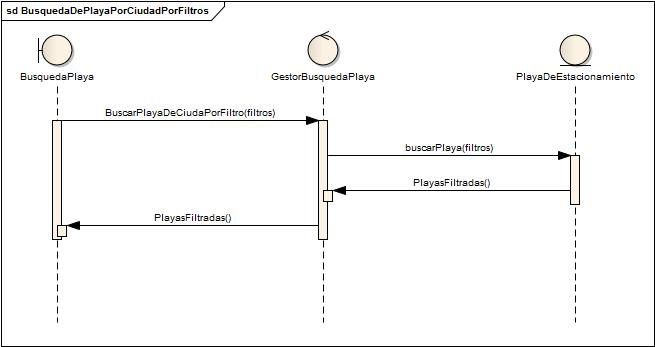 sd BusquedaDePlayaPorCiudadPorFiltros
BusquedaPlaya
GestorBusquedaPlaya
PlayaDeEstacionamiento
BuscarPlayaDeCiudaPorFiltro(filtros)
buscarPlaya(filtros)
PlayasFiltradas()
PlayasFiltradas()